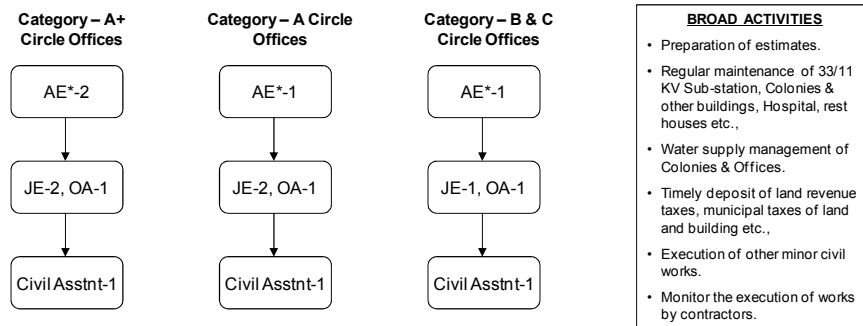 Category – A+
Circle Offices
AE*-2
JE-2, OA-1
Civil Asstnt-1
Category – A Circle
Offices
AE*-1
JE-2, OA-1
Civil Asstnt-1
Category – B & C
Circle Offices
AE*-1
JE-1, OA-1
Civil Asstnt-1
BROAD ACTIVITIES
• Preparation of estimates.
• Regular maintenance of 33/11
KV Sub-station, Colonies &
other buildings, Hospital, rest
houses etc.,
• Water supply management of
Colonies & Offices.
• Timely deposit of land revenue
taxes, municipal taxes of land
and building etc.,
• Execution of other minor civil
works.
• Monitor the execution of works
by contractors.